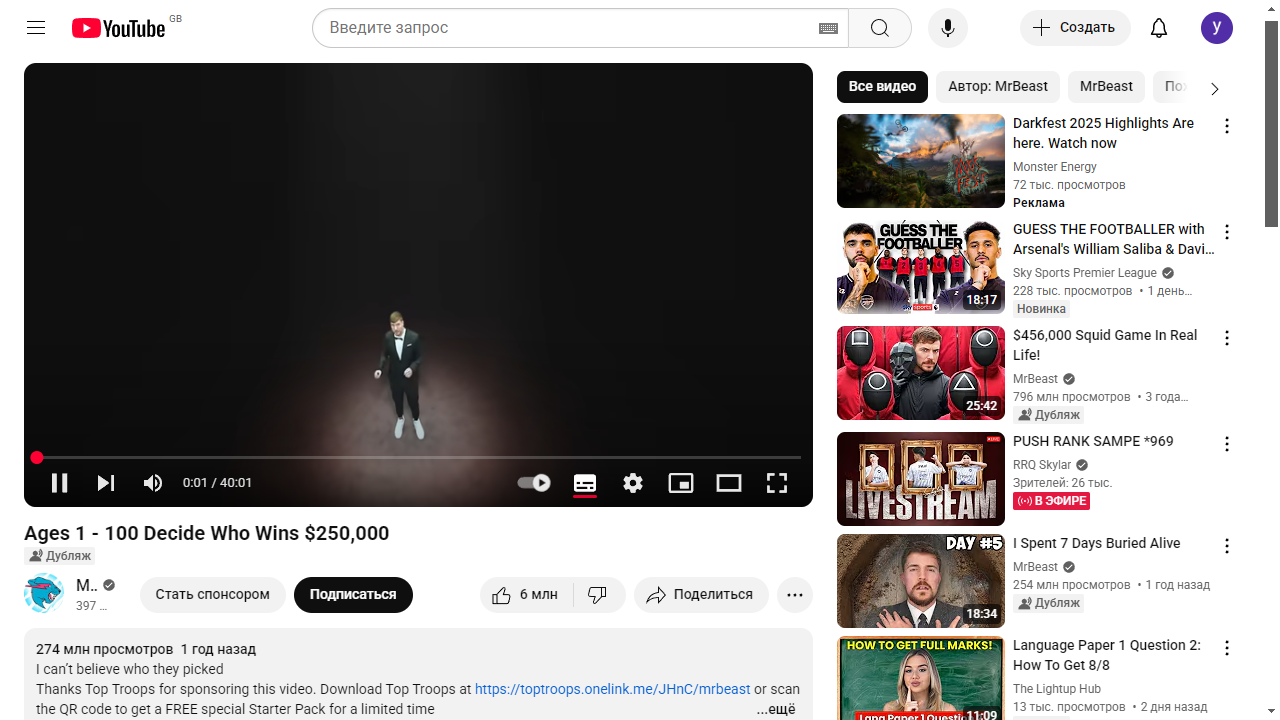 YouTube
GB
Введите запрос
Создать
y
0:01 / 40:01
Ages 1 - 100 Decide Who Wins $250,000
Дубляж
M..
397 ...
Стать спонсором
Подписаться
6 млн
Поделиться
274 млн просмотров 1 год назад
I can't believe who they picked
Thanks Top Troops for sponsoring this video. Download Top Troops at https://toptroops.onelink.me/JHnC/mrbeast or scan
the QR code to get a FREE special Starter Pack for a limited time
...ещё
Все видео
Автор: MrBeast
MrBeast
Darkfest 2025 Highlights Are
here. Watch now
Monster Energy
72 тыс. просмотров
Реклама
GUESS THE
FOOTBALLER
sky sports
18:17
GUESS THE FOOTBALLER with
Arsenal's William Saliba & Davi...
Sky Sports Premier League
228 тыс. просмотров • 1 день...
Новинка
25:42
$456,000 Squid Game In Real
Life!
MrBeast
796 млн просмотров • 3 года...
Дубляж
LIVE
LIVESTREAM
PUSH RANK SAMPE *969
RRQ Skylar
Зрителей: 26 тыс.
В ЭФИРЕ
DAY #5
18:34
I Spent 7 Days Buried Alive
MrBeast
254 млн просмотров • 1 год назад
Дубляж
HOW TO GET FULL MARKS!
Lang Paper 1 Questi
11:09
Language Paper 1 Question 2:
How To Get 8/8
The Lightup Hub
13 тыс. просмотров • 2 дня назад